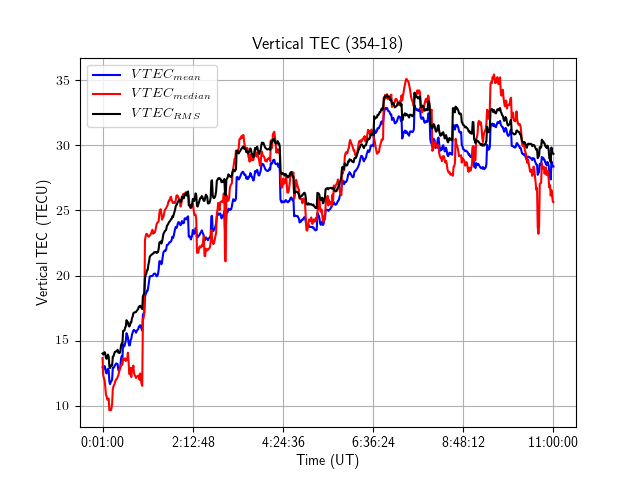 Vertical TEC (354-18)
VTEC_mean
VTEC_median
VTEC_RMS
35
30
25
20
15
10
Vertical TEC (TECU)
0:01:00 2:12:48 4:24:36 6:36:24 8:48:12 11:00:00
Time (UT)